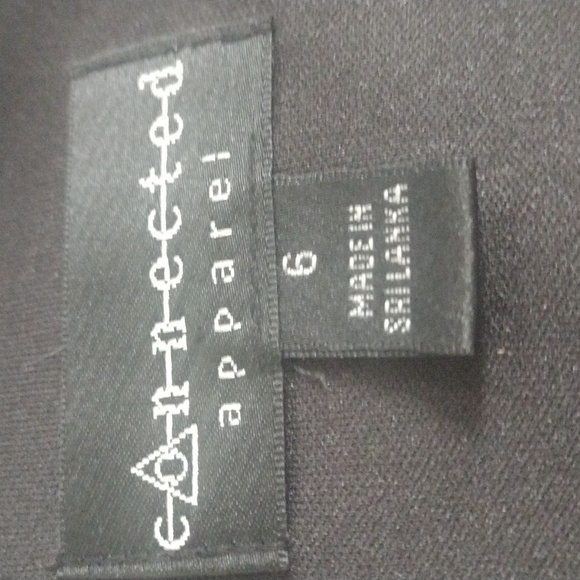 connected
apparel
6
MADE IN
SRI LANKA